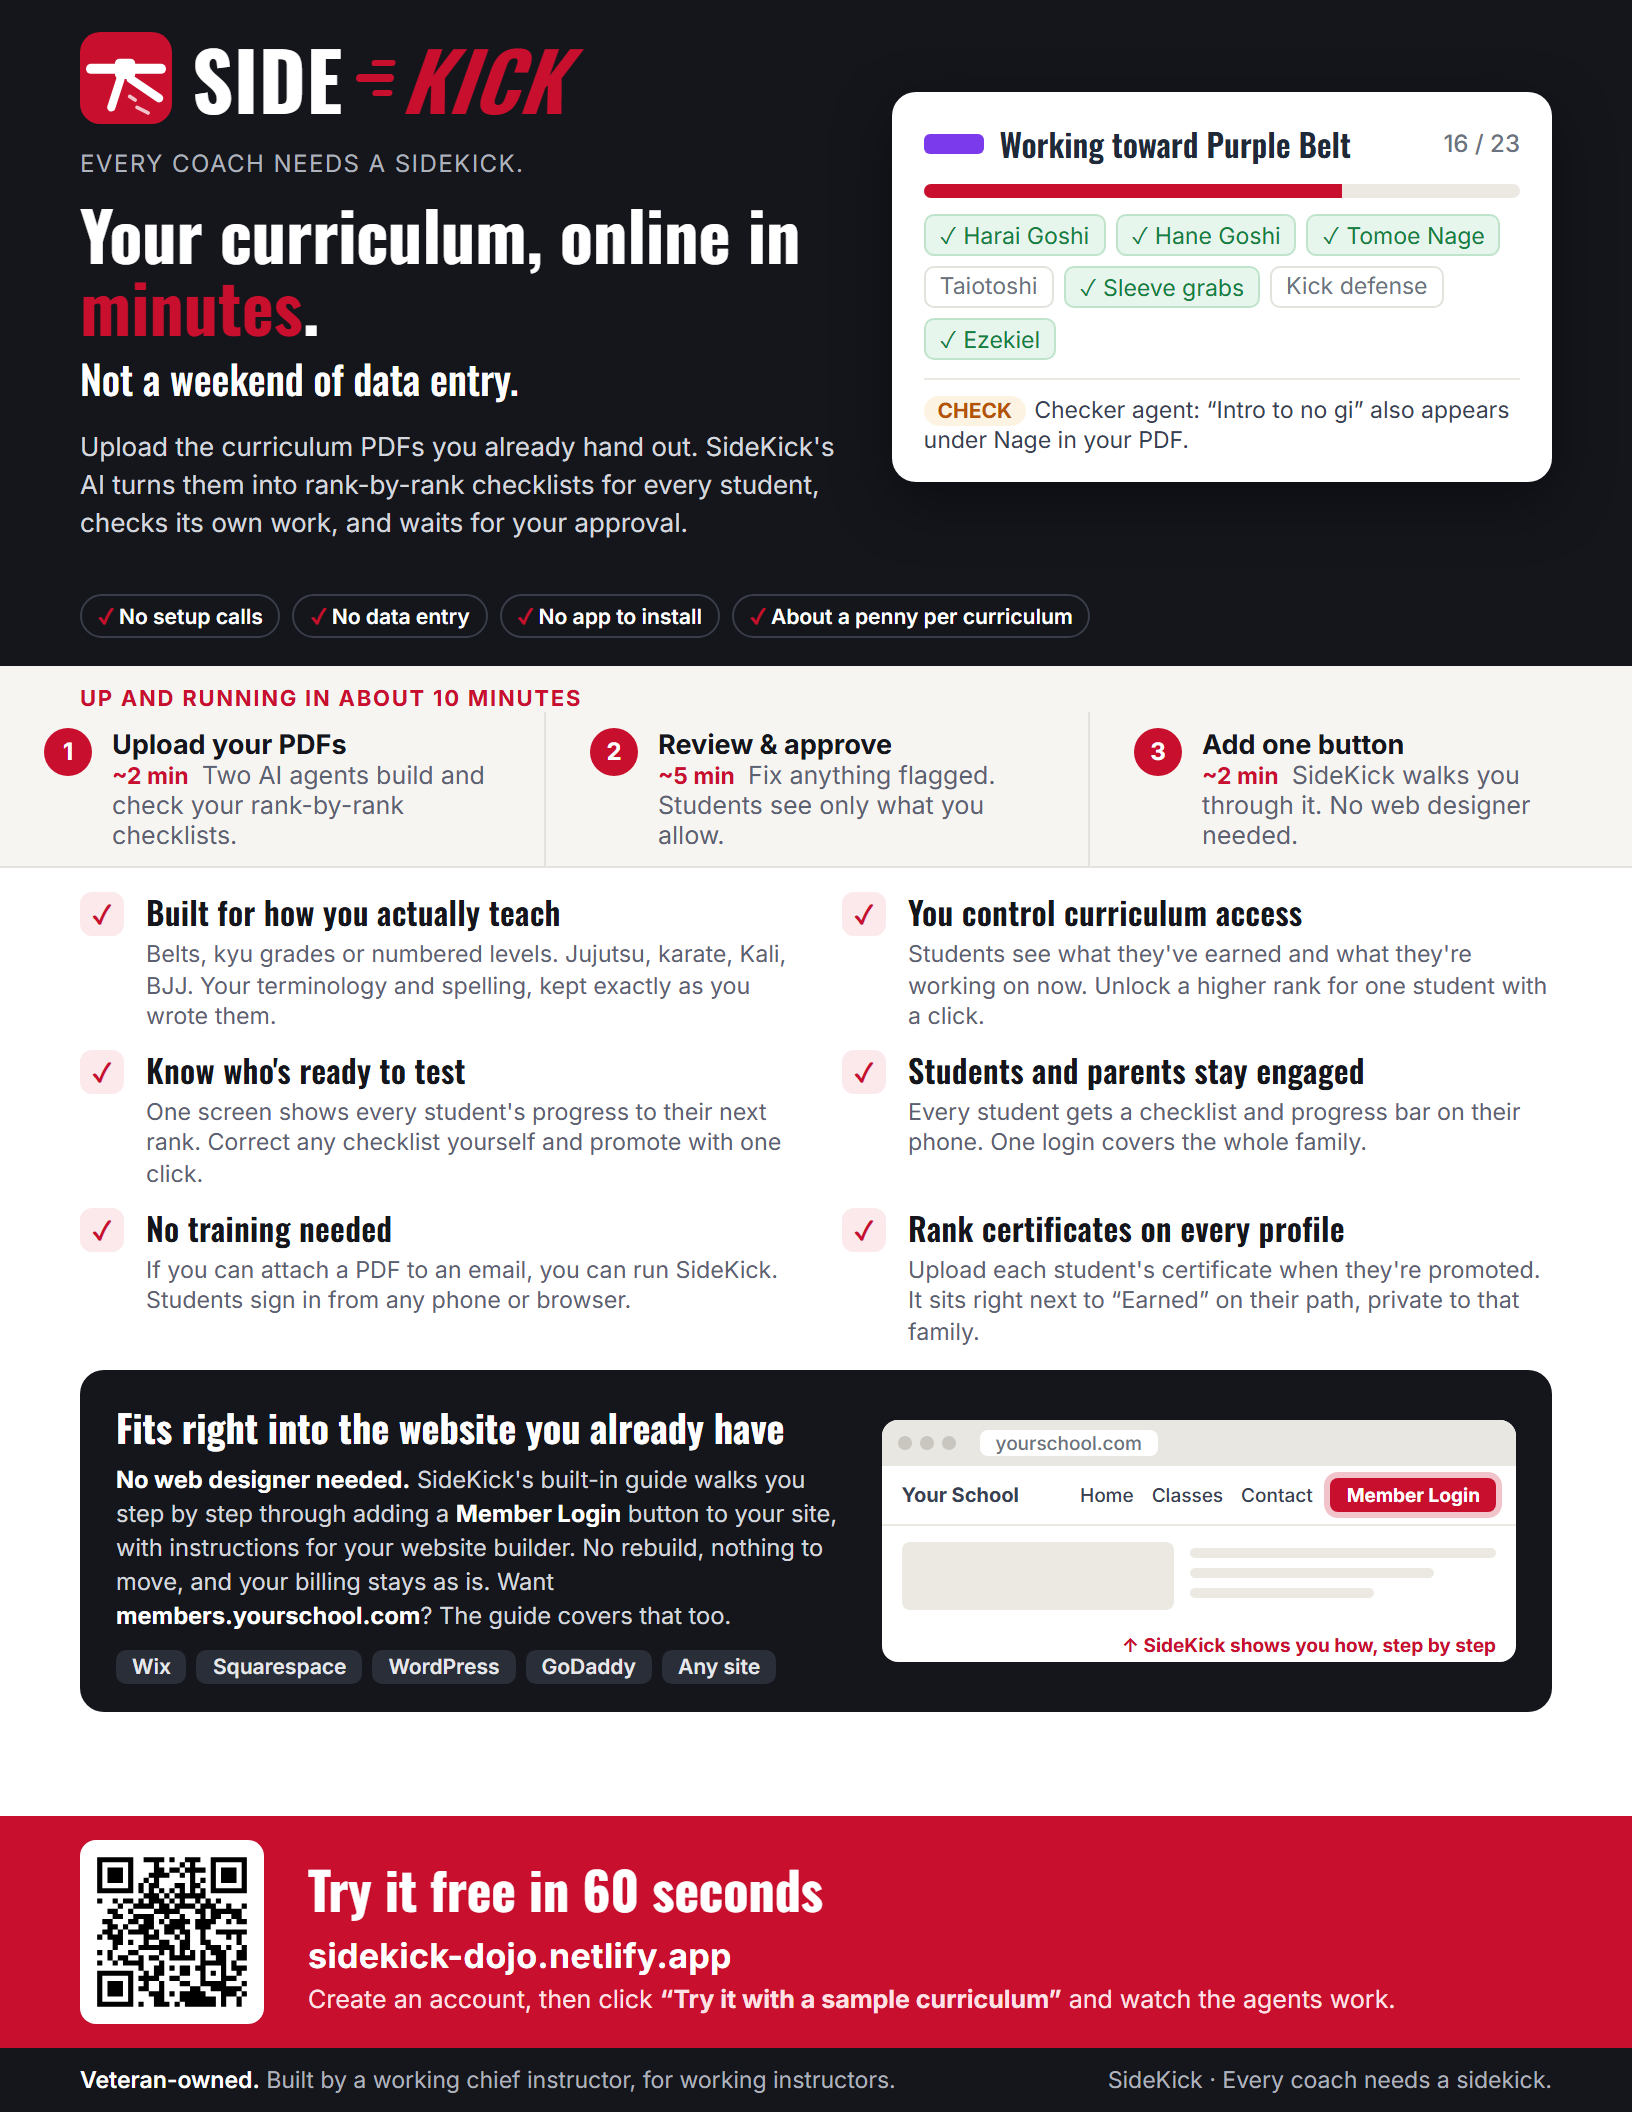 SIDE KICK
EVERY COACH NEEDS A SIDEKICK.
Your curriculum, online in
minutes.
Not a weekend of data entry.
Upload the curriculum PDFs you already hand out. SideKick's
AI turns them into rank-by-rank checklists for every student,
checks its own work, and waits for your approval.
Working toward Purple Belt 16 / 23
✓ Harai Goshi ✓ Hane Goshi ✓ Tomoe Nage
Taiotoshi ✓ Sleeve grabs Kick defense
✓ Ezekiel
CHECK Checker agent: “Intro to no gi” also appears
under Nage in your PDF.
✓ No setup calls ✓ No data entry ✓ No app to install ✓ About a penny per curriculum
UP AND RUNNING IN ABOUT 10 MINUTES
1 Upload your PDFs
~2 min Two AI agents build and
check your rank-by-rank
checklists.
2 Review & approve
~5 min Fix anything flagged.
Students see only what you
allow.
3 Add one button
~2 min SideKick walks you
through it. No web designer
needed.
✓ Built for how you actually teach
Belts, kyu grades or numbered levels. Jujutsu, karate, Kali,
BJJ. Your terminology and spelling, kept exactly as you
wrote them.
✓ You control curriculum access
Students see what they've earned and what they're
working on now. Unlock a higher rank for one student with
a click.
✓ Know who's ready to test
One screen shows every student's progress to their next
rank. Correct any checklist yourself and promote with one
click.
✓ Students and parents stay engaged
Every student gets a checklist and progress bar on their
phone. One login covers the whole family.
✓ No training needed
If you can attach a PDF to an email, you can run SideKick.
Students sign in from any phone or browser.
✓ Rank certificates on every profile
Upload each student's certificate when they're promoted.
It sits right next to “Earned” on their path, private to that
family.
Fits right into the website you already have
No web designer needed. SideKick's built-in guide walks you
step by step through adding a Member Login button to your site,
with instructions for your website builder. No rebuild, nothing to
move, and your billing stays as is. Want
members.yourschool.com? The guide covers that too.
Wix Squarespace WordPress GoDaddy Any site
yourschool.com
Your School Home Classes Contact Member Login
↑ SideKick shows you how, step by step
Try it free in 60 seconds
sidekick-dojo.netlify.app
Create an account, then click “Try it with a sample curriculum” and watch the agents work.
Veteran-owned. Built by a working chief instructor, for working instructors.
SideKick · Every coach needs a sidekick.